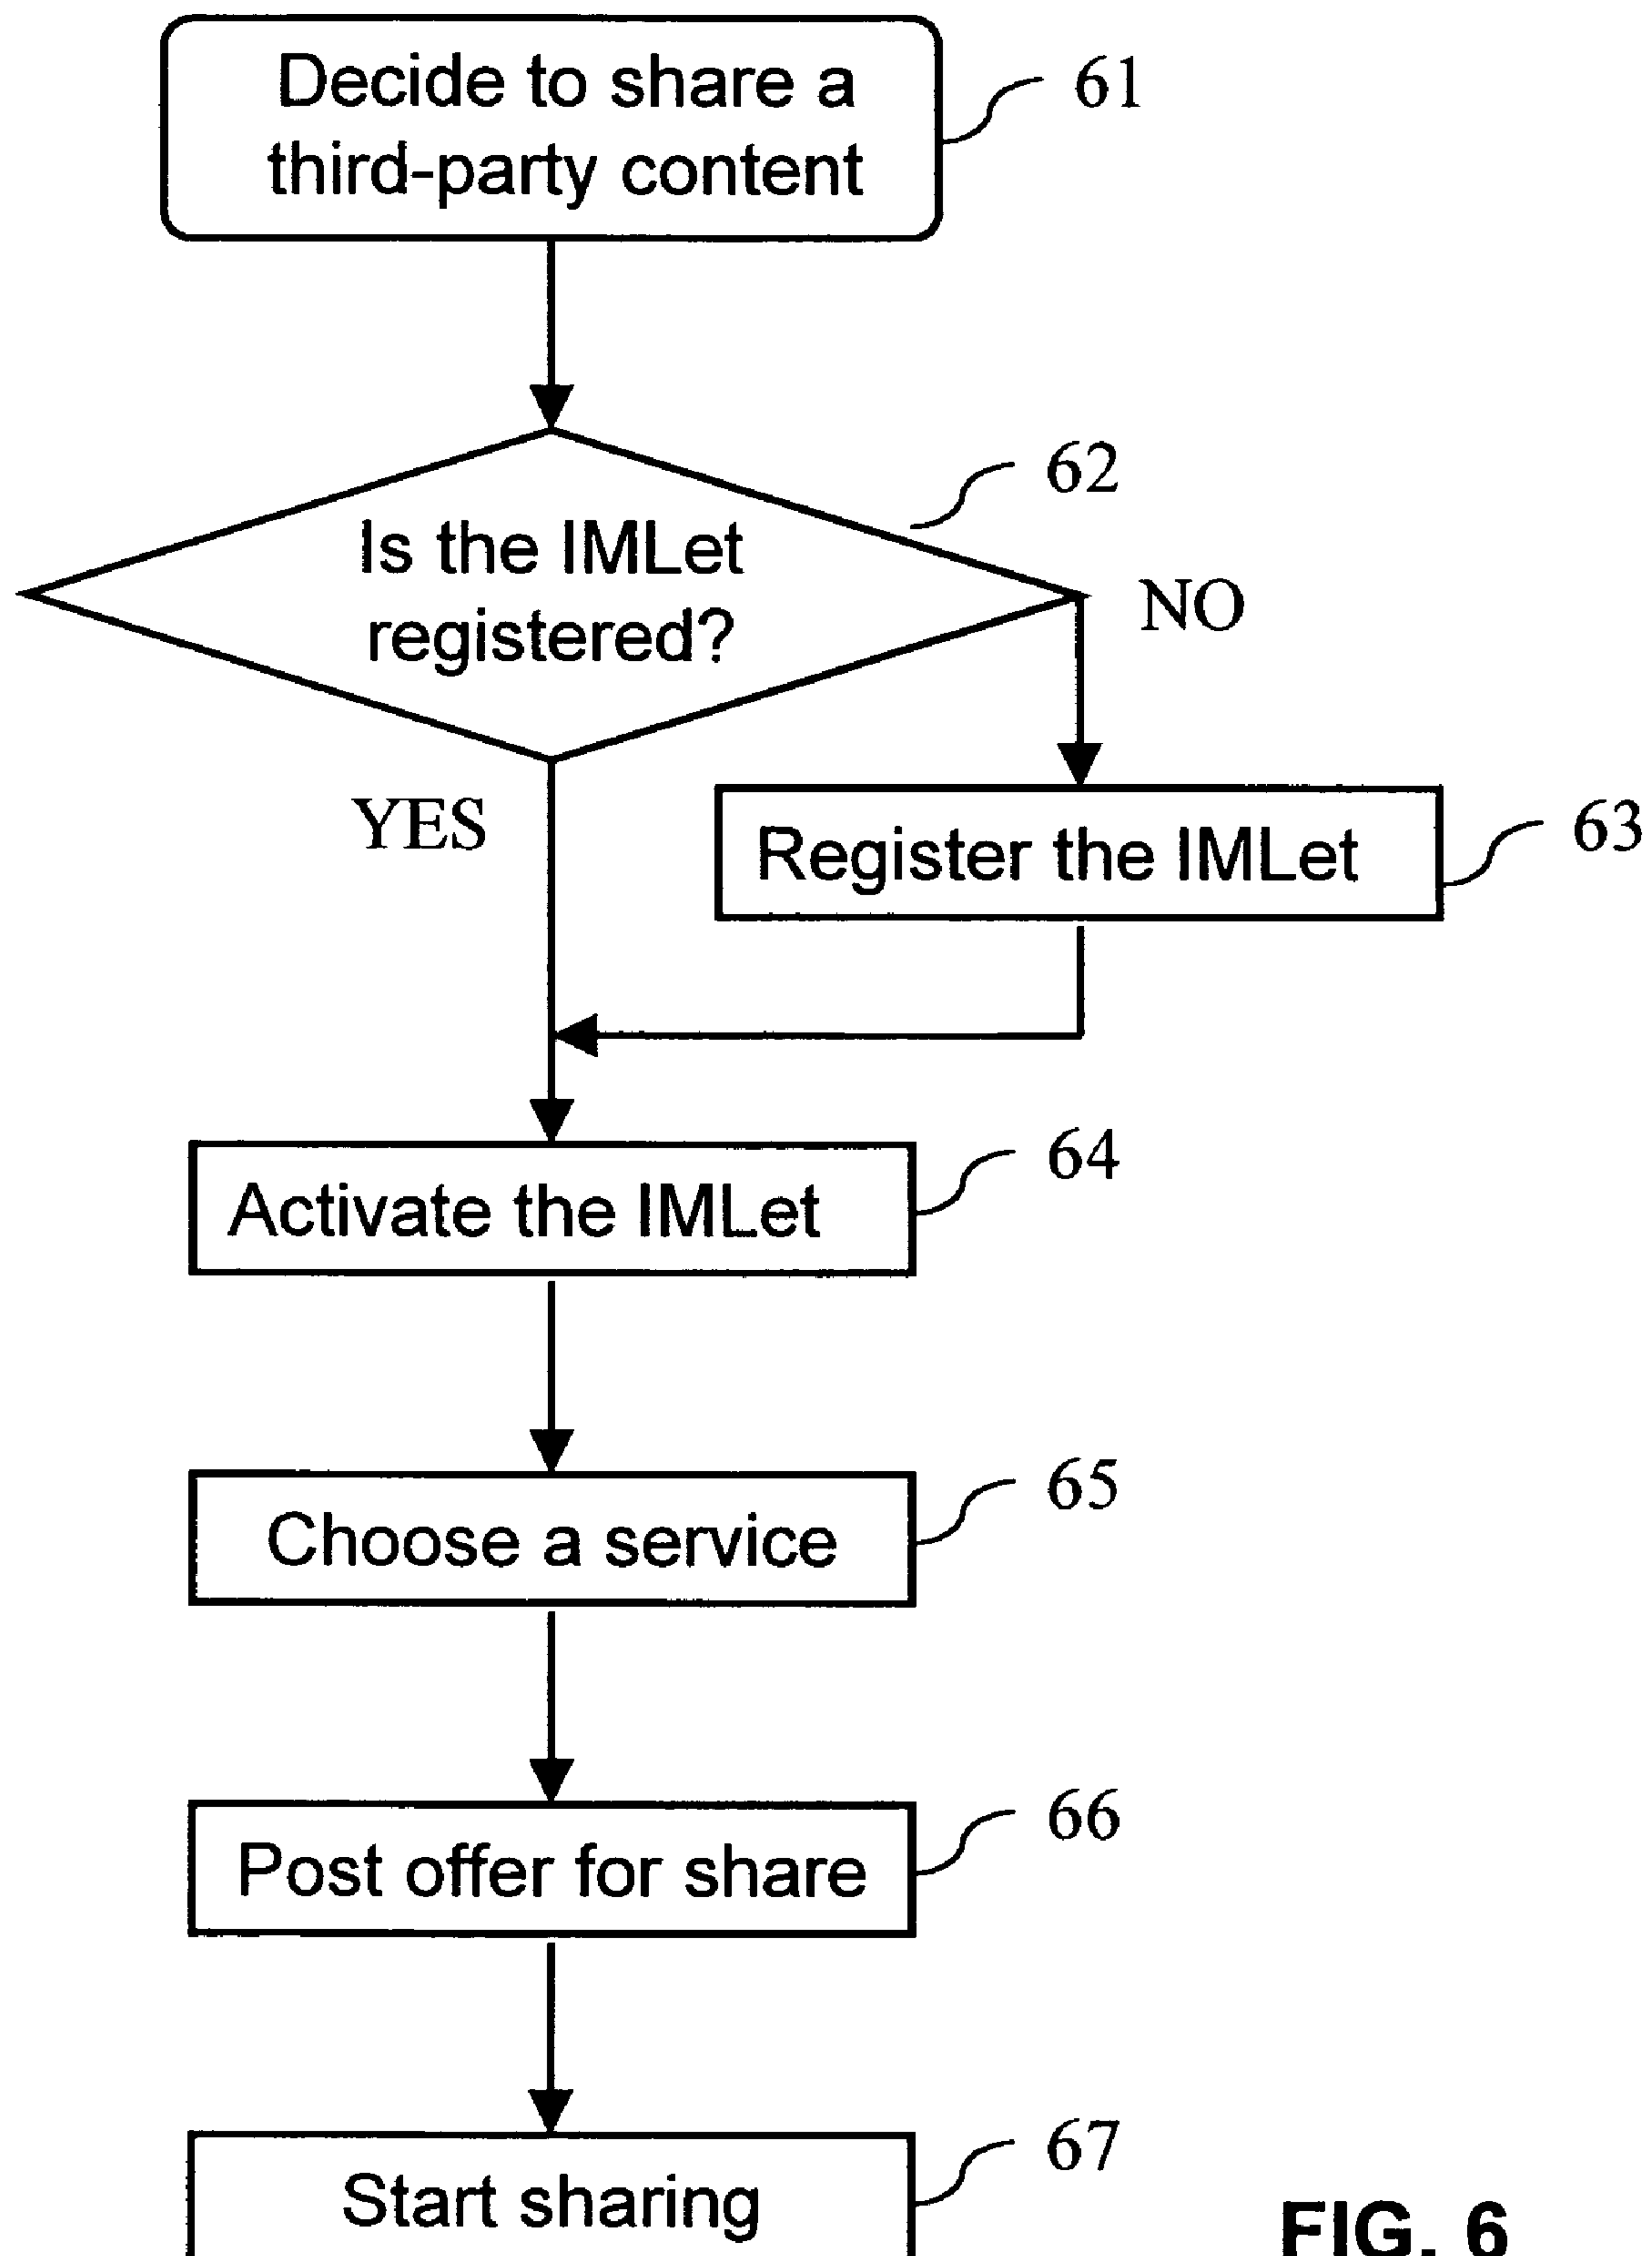 Decide to share a
third-party content
61
62
Is the IMLet
registered?
NO
YES
Register the IMLet
63
Activate the IMLet
64
Choose a service
65
Post offer for share
66
Start sharing
67
FIG. 6